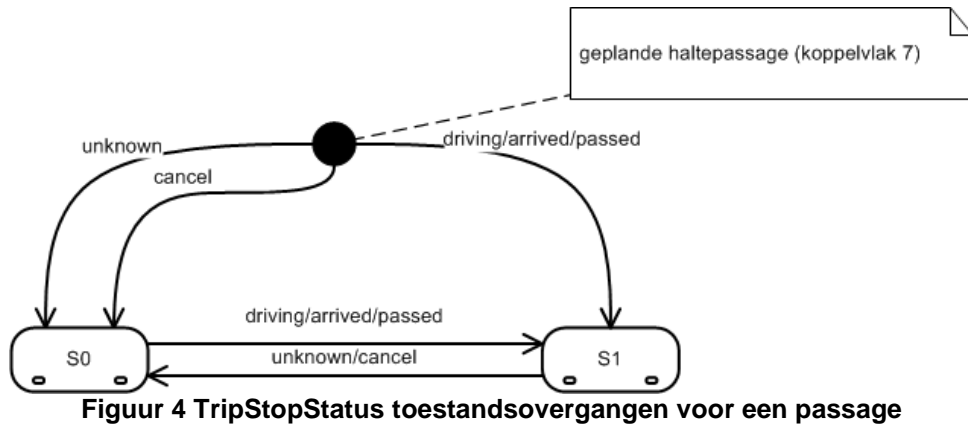 geplande haltepassage (koppelvlak 7)
unknown
driving/arrived/passed
cancel
driving/arrived/passed
S0
unknown/cancel
S1
Figuur 4 TripStopStatus toestandsovergangen voor een passage